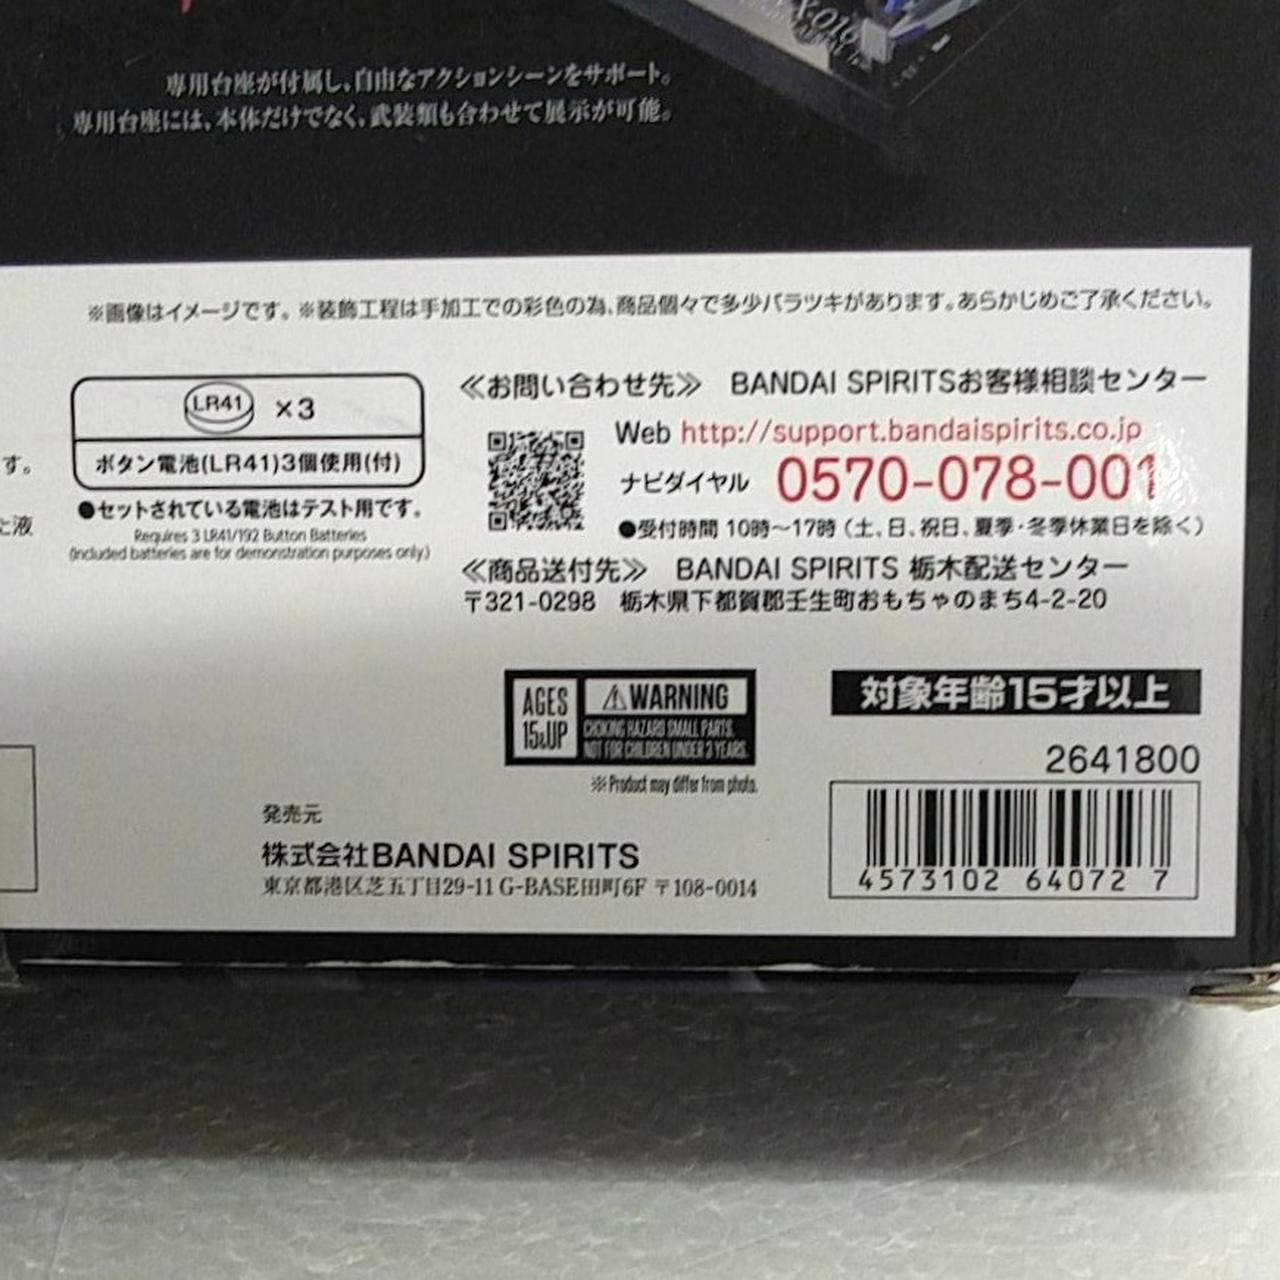 専用台座が付属し、自由なアクションシーンをサポート。
専用台座には、本体だけでなく、武装類も合わせて展示が可能。
※画像はイメージです。※装飾工程は手加工での彩色の為、商品個々で多少バラツキがあります。あらかじめご了承ください。
す。
液
LR41 ×3
ボタン電池(LR41)3個使用(付)
●セットされている電池はテスト用です。
Requires 3 LR41/192 Button Batteries
(Included batteries are for demonstration purposes only)
≪お問い合わせ先≫ BANDAI SPIRITSお客様相談センター
Web http://support.bandaispirits.co.jp
ナビダイヤル 0570-078-001
●受付時間 10時〜17時（土、日、祝日、夏季・冬季休業日を除く）
≪商品送付先≫ BANDAI SPIRITS 栃木配送センター
〒321-0298 栃木県下都賀郡壬生町おもちゃのまち4-2-20
AGES 15&UP
⚠WARNING
CHOKING HAZARD SMALL PARTS.
NOT FOR CHILDREN UNDER 3 YEARS.
※Product may differ from photo.
対象年齢15才以上
2641800
4573102 64072 7
発売元
株式会社BANDAI SPIRITS
東京都港区芝五丁目29-11 G-BASE田町6F 〒108-0014